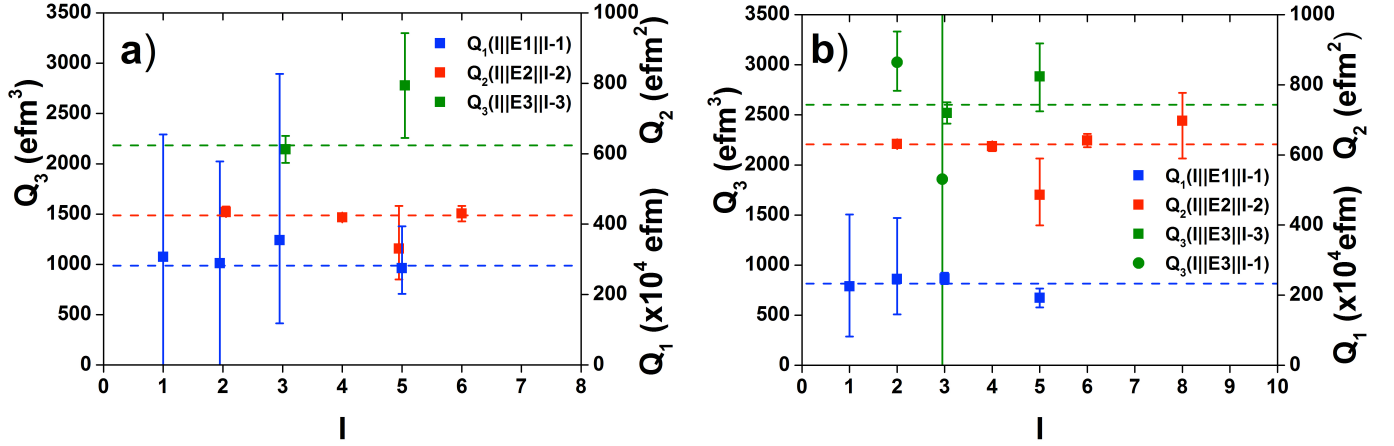 a)
Q1(I||E1||I-1)
Q2(I||E2||I-2)
Q3(I||E3||I-3)
Q3 (efm3)
3500
3000
2500
2000
1500
1000
500
0
0 1 2 3 4 5 6 7 8
I
1000
800
600
400
200
0
Q2 (efm2)
Q1 (x104 efm)
b)
Q1(I||E1||I-1)
Q2(I||E2||I-2)
Q3(I||E3||I-3)
Q3(I||E3||I-1)
Q3 (efm3)
3500
3000
2500
2000
1500
1000
500
0
0 1 2 3 4 5 6 7 8 9 10
I
1000
800
600
400
200
0
Q2 (efm2)
Q1 (x104efm)